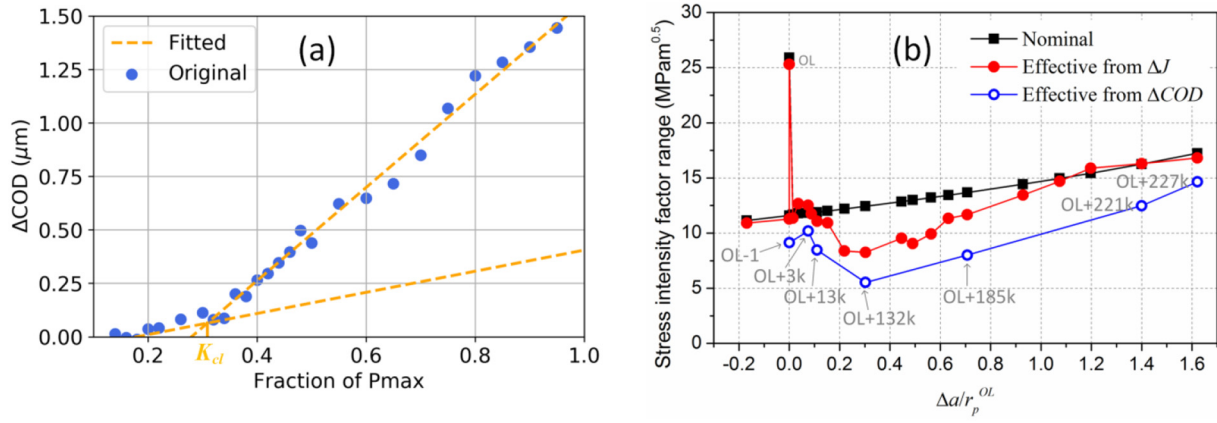 (a)
Fitted
Original
ΔCOD (μm)
1.50
1.25
1.00
0.75
0.50
0.25
0.00
K_cl
0.2 0.4 0.6 0.8 1.0
Fraction of Pmax
(b)
Nominal
Effective from ΔJ
Effective from ΔCOD
Stress intensity factor range (MPam^0.5)
30
25
20
15
10
5
0
OL
OL-1
OL+3k
OL+13k
OL+132k
OL+185k
OL+221k
OL+227k
-0.2 0.0 0.2 0.4 0.6 0.8 1.0 1.2 1.4 1.6
Δa/r_p^OL